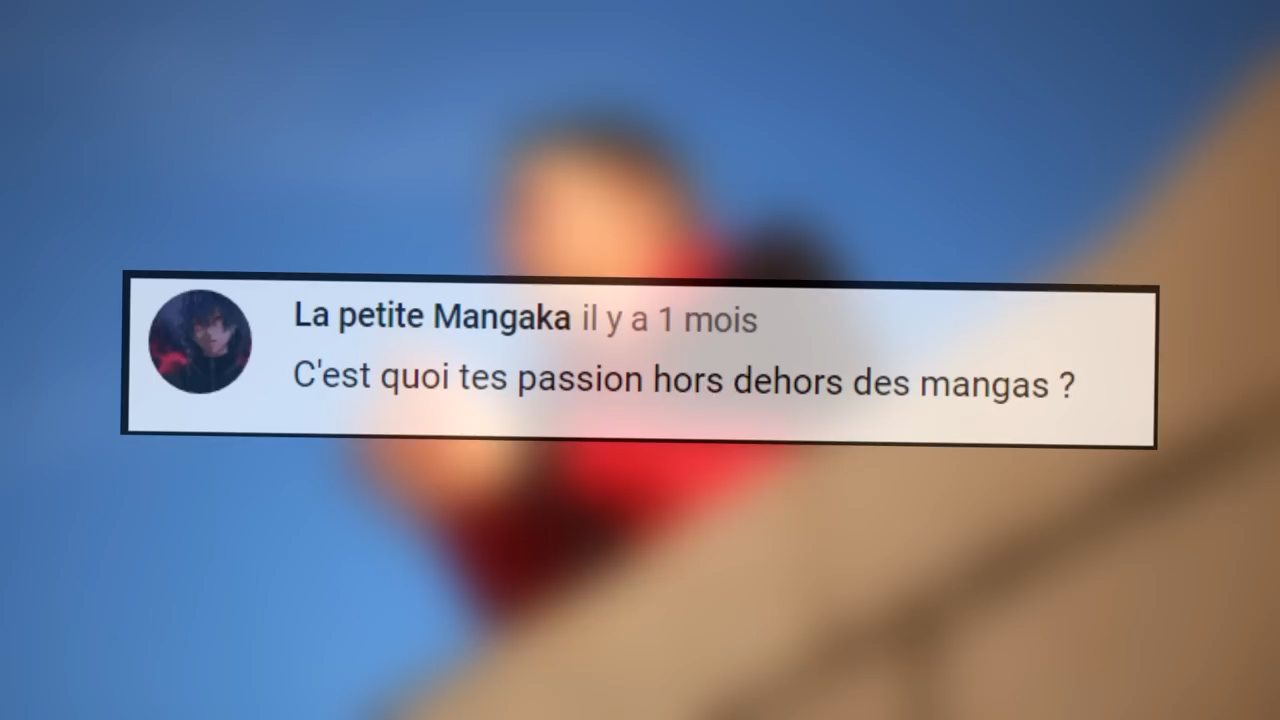 La petite Mangaka il y a 1 mois
C'est quoi tes passion hors dehors des mangas ?